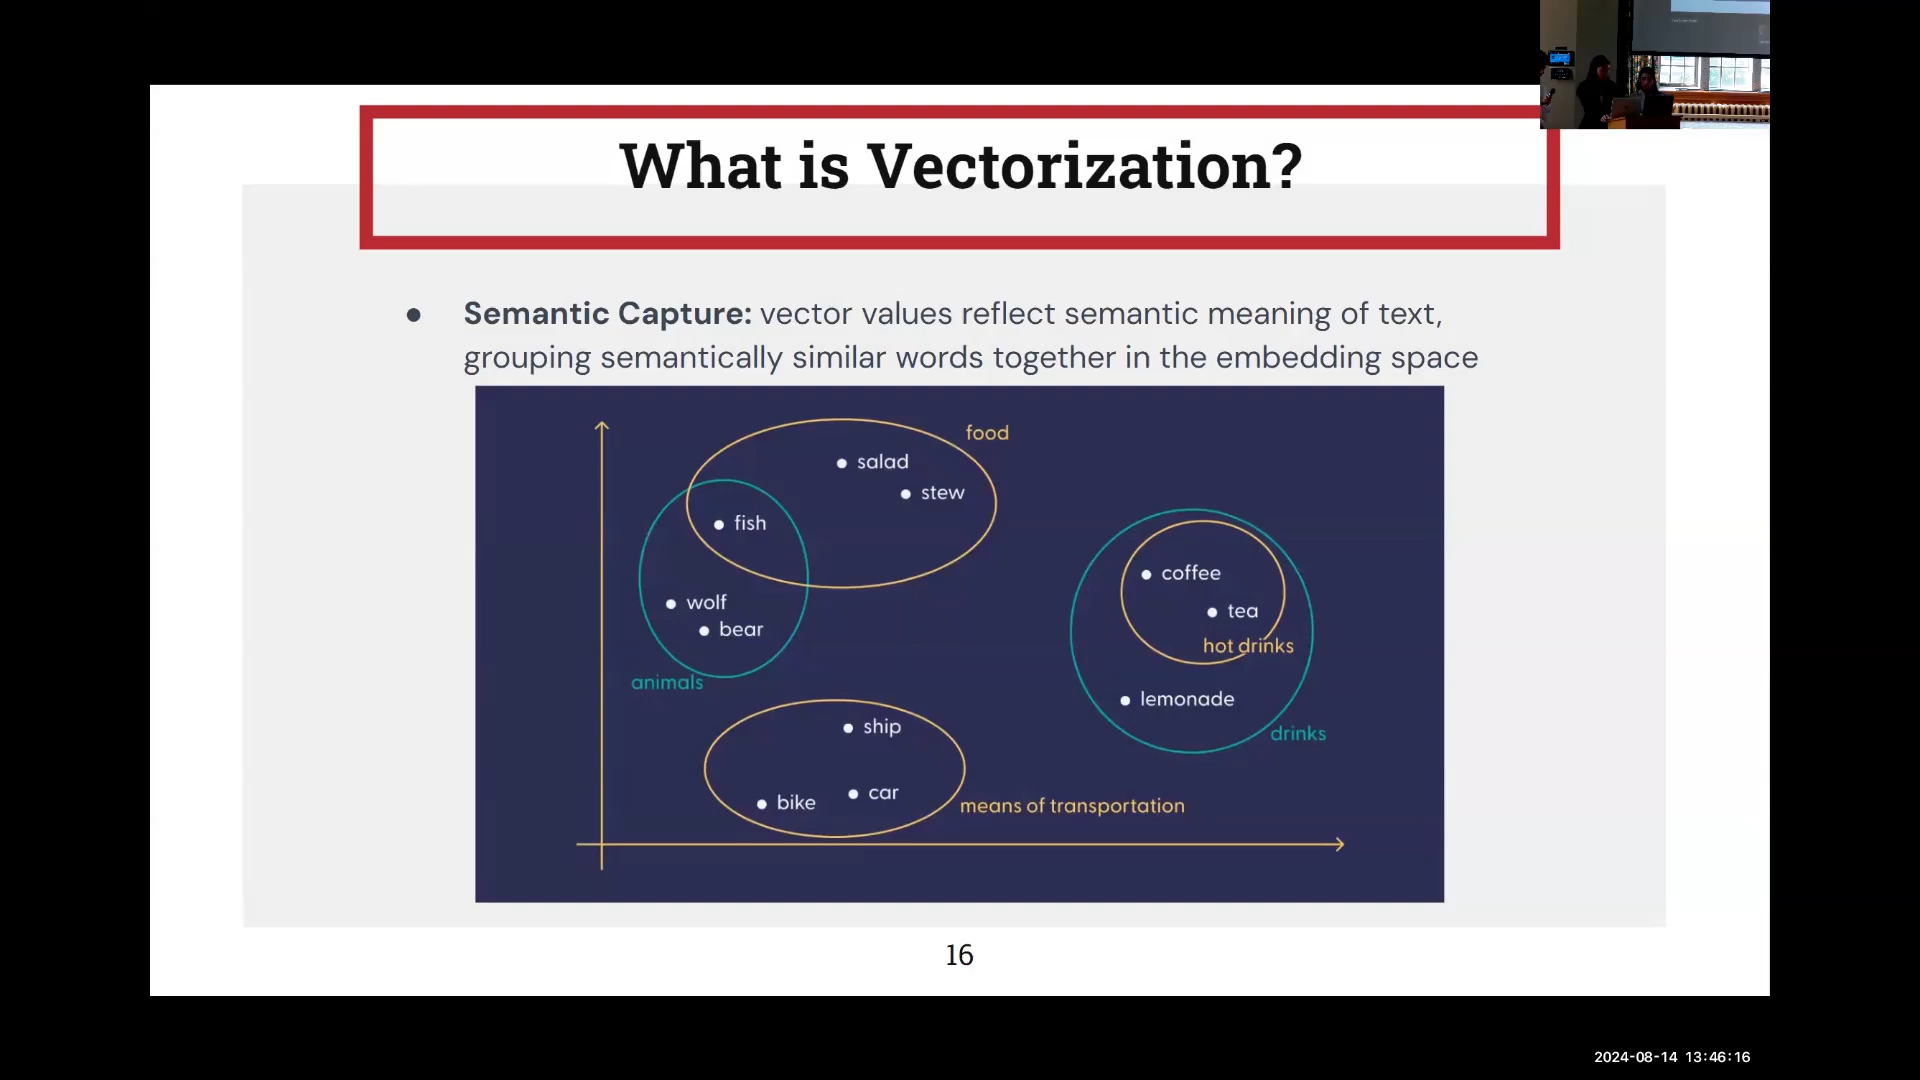 What is Vectorization?
● Semantic Capture: vector values reflect semantic meaning of text,
grouping semantically similar words together in the embedding space
food
salad
stew
fish
wolf
bear
animals
coffee
tea
hot drinks
lemonade
drinks
ship
bike
car
means of transportation
16
2024-08-14 13:46:16